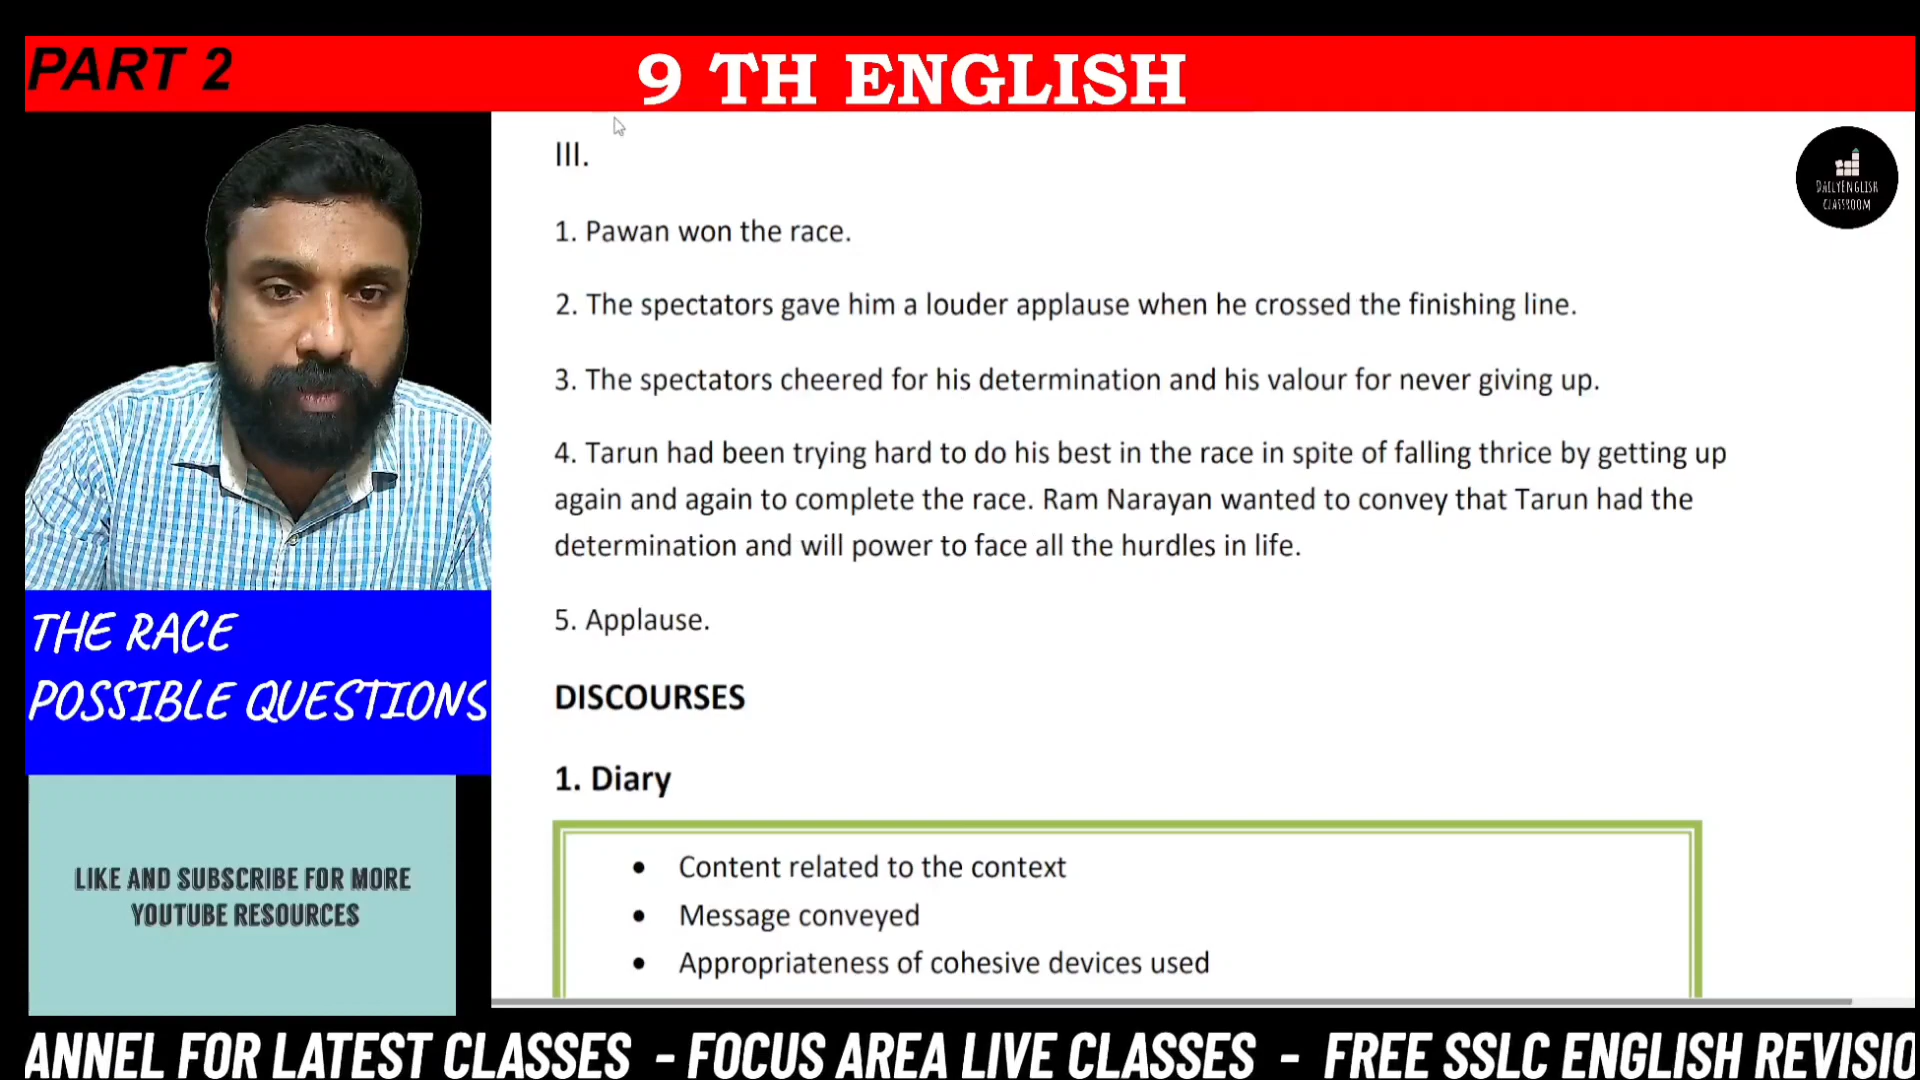 PART 2
9 TH ENGLISH
III.
DAILYENGLISH
CLASSROOM
1. Pawan won the race.
2. The spectators gave him a louder applause when he crossed the finishing line.
3. The spectators cheered for his determination and his valour for never giving up.
4. Tarun had been trying hard to do his best in the race in spite of falling thrice by getting up
again and again to complete the race. Ram Narayan wanted to convey that Tarun had the
determination and will power to face all the hurdles in life.
5. Applause.
DISCOURSES
1. Diary
• Content related to the context
• Message conveyed
• Appropriateness of cohesive devices used
THE RACE
POSSIBLE QUESTIONS
LIKE AND SUBSCRIBE FOR MORE
YOUTUBE RESOURCES
ANNEL FOR LATEST CLASSES - FOCUS AREA LIVE CLASSES - FREE SSLC ENGLISH REVISIO